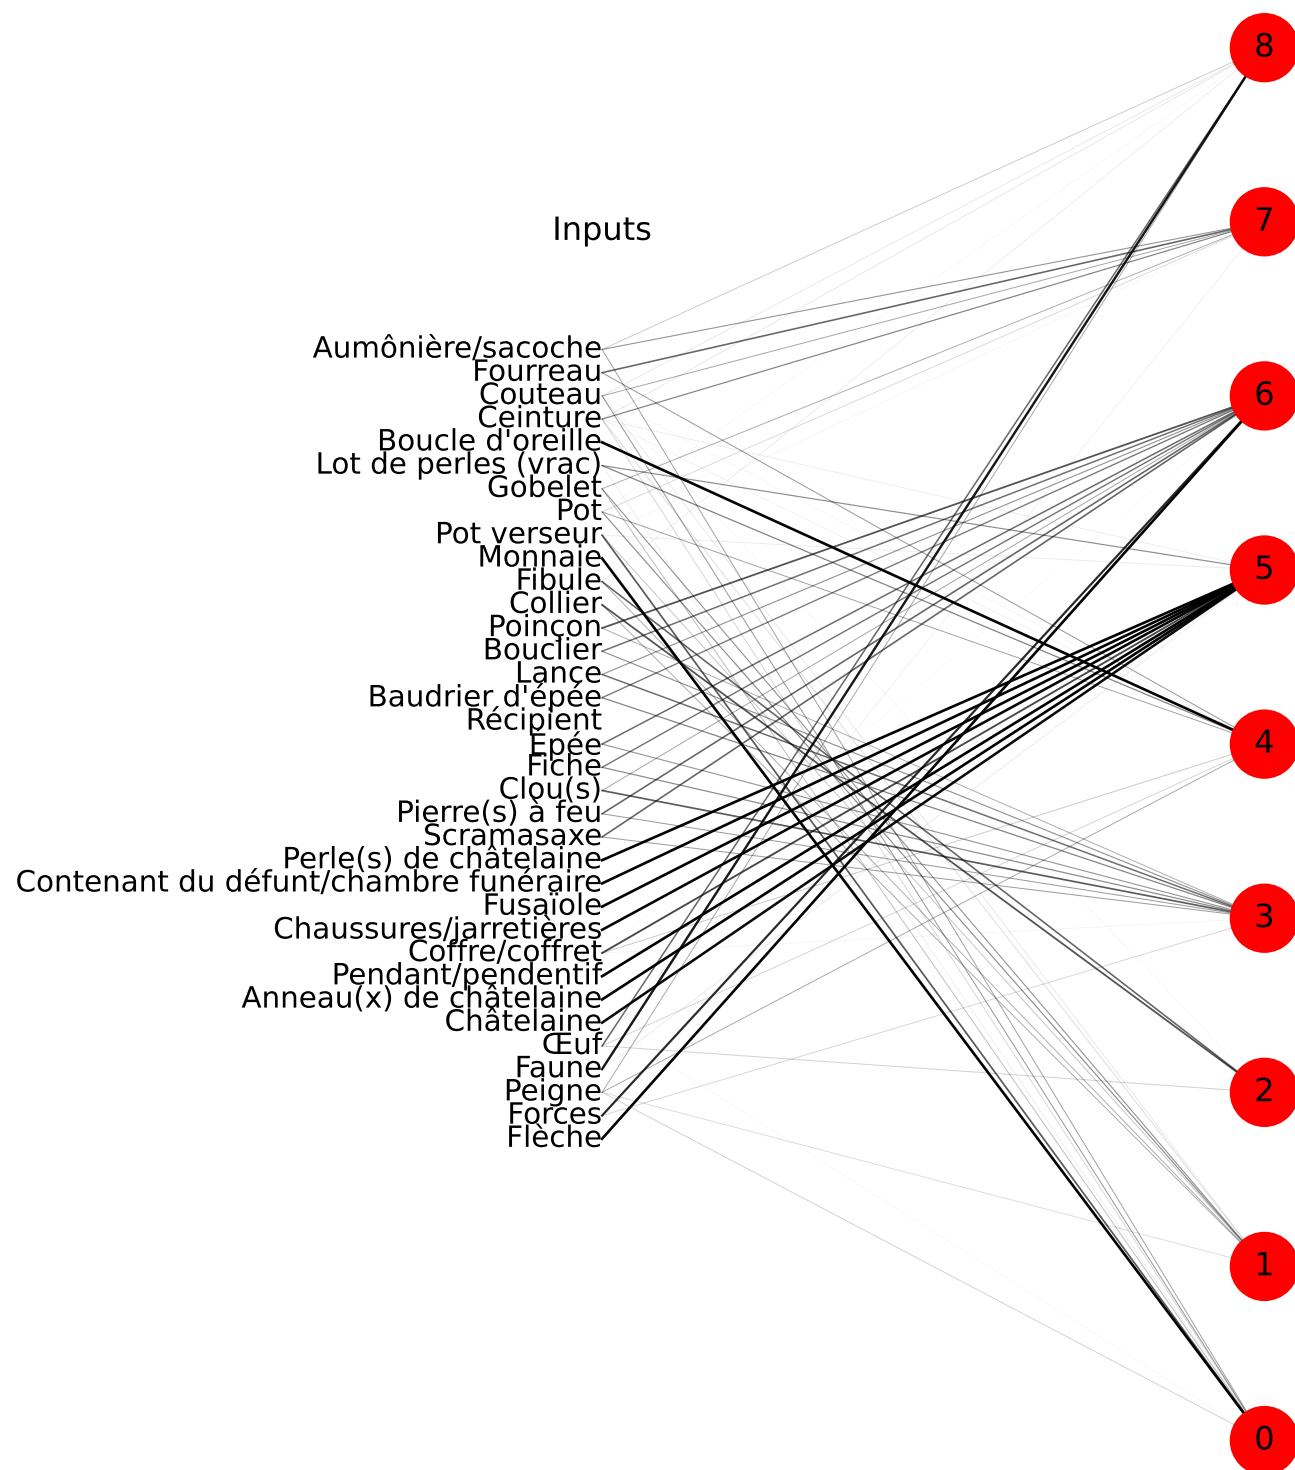 8
7
Inputs
Aumônière/sacoche
Fourreau
Couteau
6
Ceinture
Boucle d'oreille
Lot de perles (vrac)
Gobelet
Pot
Pot verseur
Monnaie
5
Fibule
Collier
Poinçon
Bouclier
Lance
Baudrier d'épée
Récipient
Epée
4
Fiche
Clou(s)
Pierre(s) à feu
Scramasaxe
Perle(s) de châtelaine
Contenant du défunt/chambre funéraire
Fusaïole
3
Chaussures/jarretières
Coffre/coffret
Pendant/pendentif
Anneau(x) de châtelaine
Châtelaine
Œuf
Faune
Peigne
2
Forces
Flèche
1
0